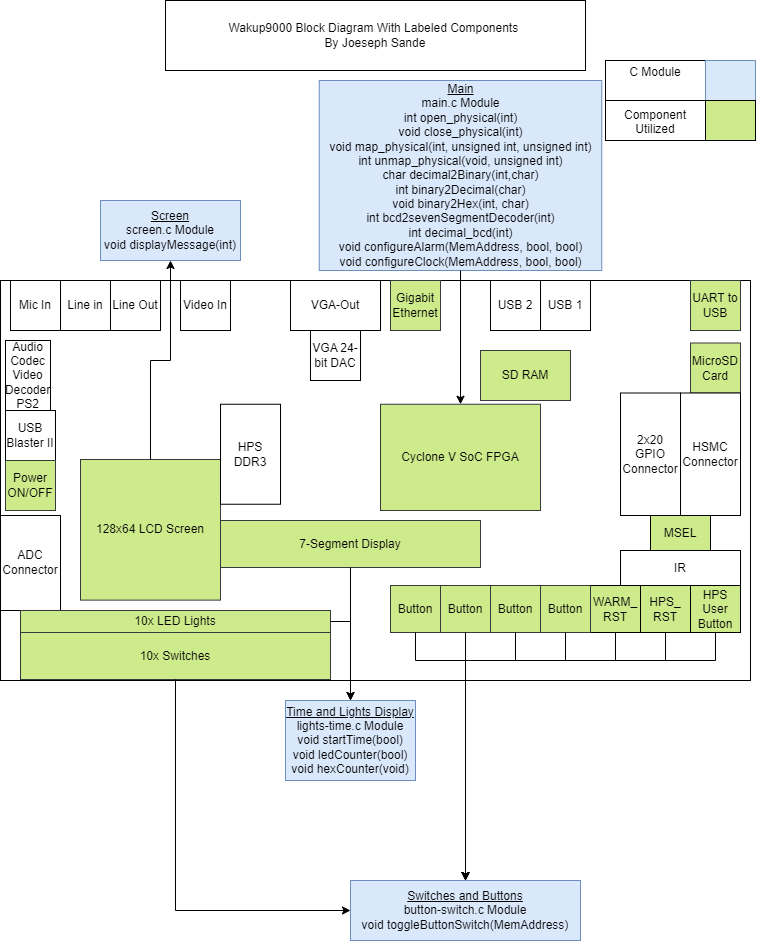 Wakup9000 Block Diagram With Labeled Components
By Joeseph Sande
C Module
Component
Utilized
Main
main.c Module
int open_physical(int)
void close_physical(int)
void map_physical(int, unsigned int, unsigned int)
int unmap_physical(void, unsigned int)
char decimal2Binary(int,char)
int binary2Decimal(char)
void binary2Hex(int, char)
int bcd2sevenSegmentDecoder(int)
int decimal_bcd(int)
void configureAlarm(MemAddress, bool, bool)
void configureClock(MemAddress, bool, bool)
Screen
screen.c Module
void displayMessage(int)
Mic In
Line in
Line Out
Video In
VGA-Out
Gigabit
Ethernet
USB 2
USB 1
UART to
USB
VGA 24-
bit DAC
Audio
Codec
Video
Decoder
PS2
SD RAM
MicroSD
Card
USB
Blaster II
HPS
DDR3
Cyclone V SoC FPGA
2x20
GPIO
Connector
HSMC
Connector
Power
ON/OFF
128x64 LCD Screen
7-Segment Display
MSEL
ADC
Connector
IR
10x LED Lights
Button
Button
Button
Button
WARM_
RST
HPS_
RST
HPS
User
Button
10x Switches
Time and Lights Display
lights-time.c Module
void startTime(bool)
void ledCounter(bool)
void hexCounter(void)
Switches and Buttons
button-switch.c Module
void toggleButtonSwitch(MemAddress)